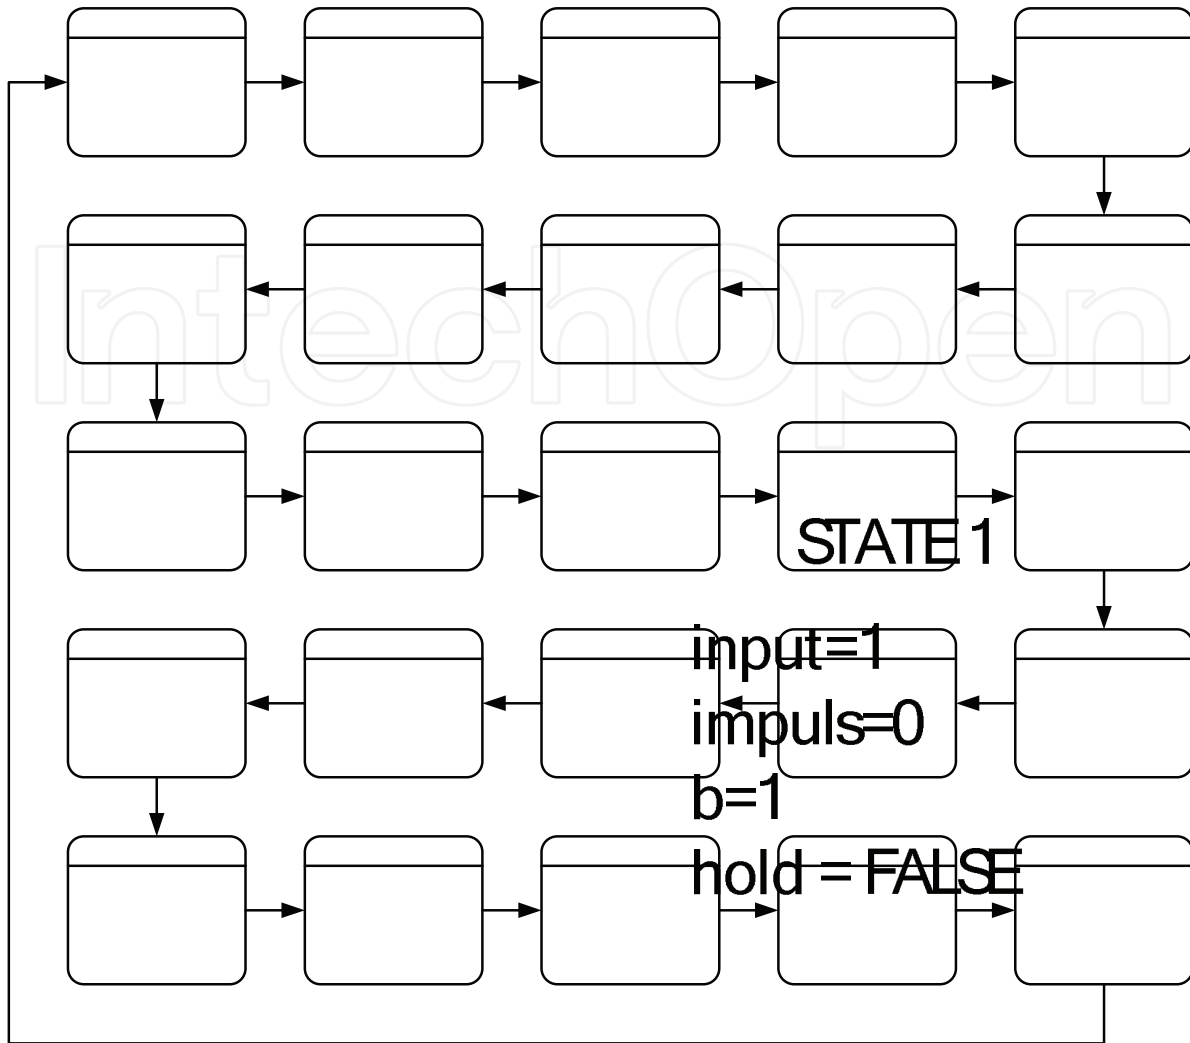 IntechOpen
STATE 1
input=1
impuls=0
b=1
hold = FALSE